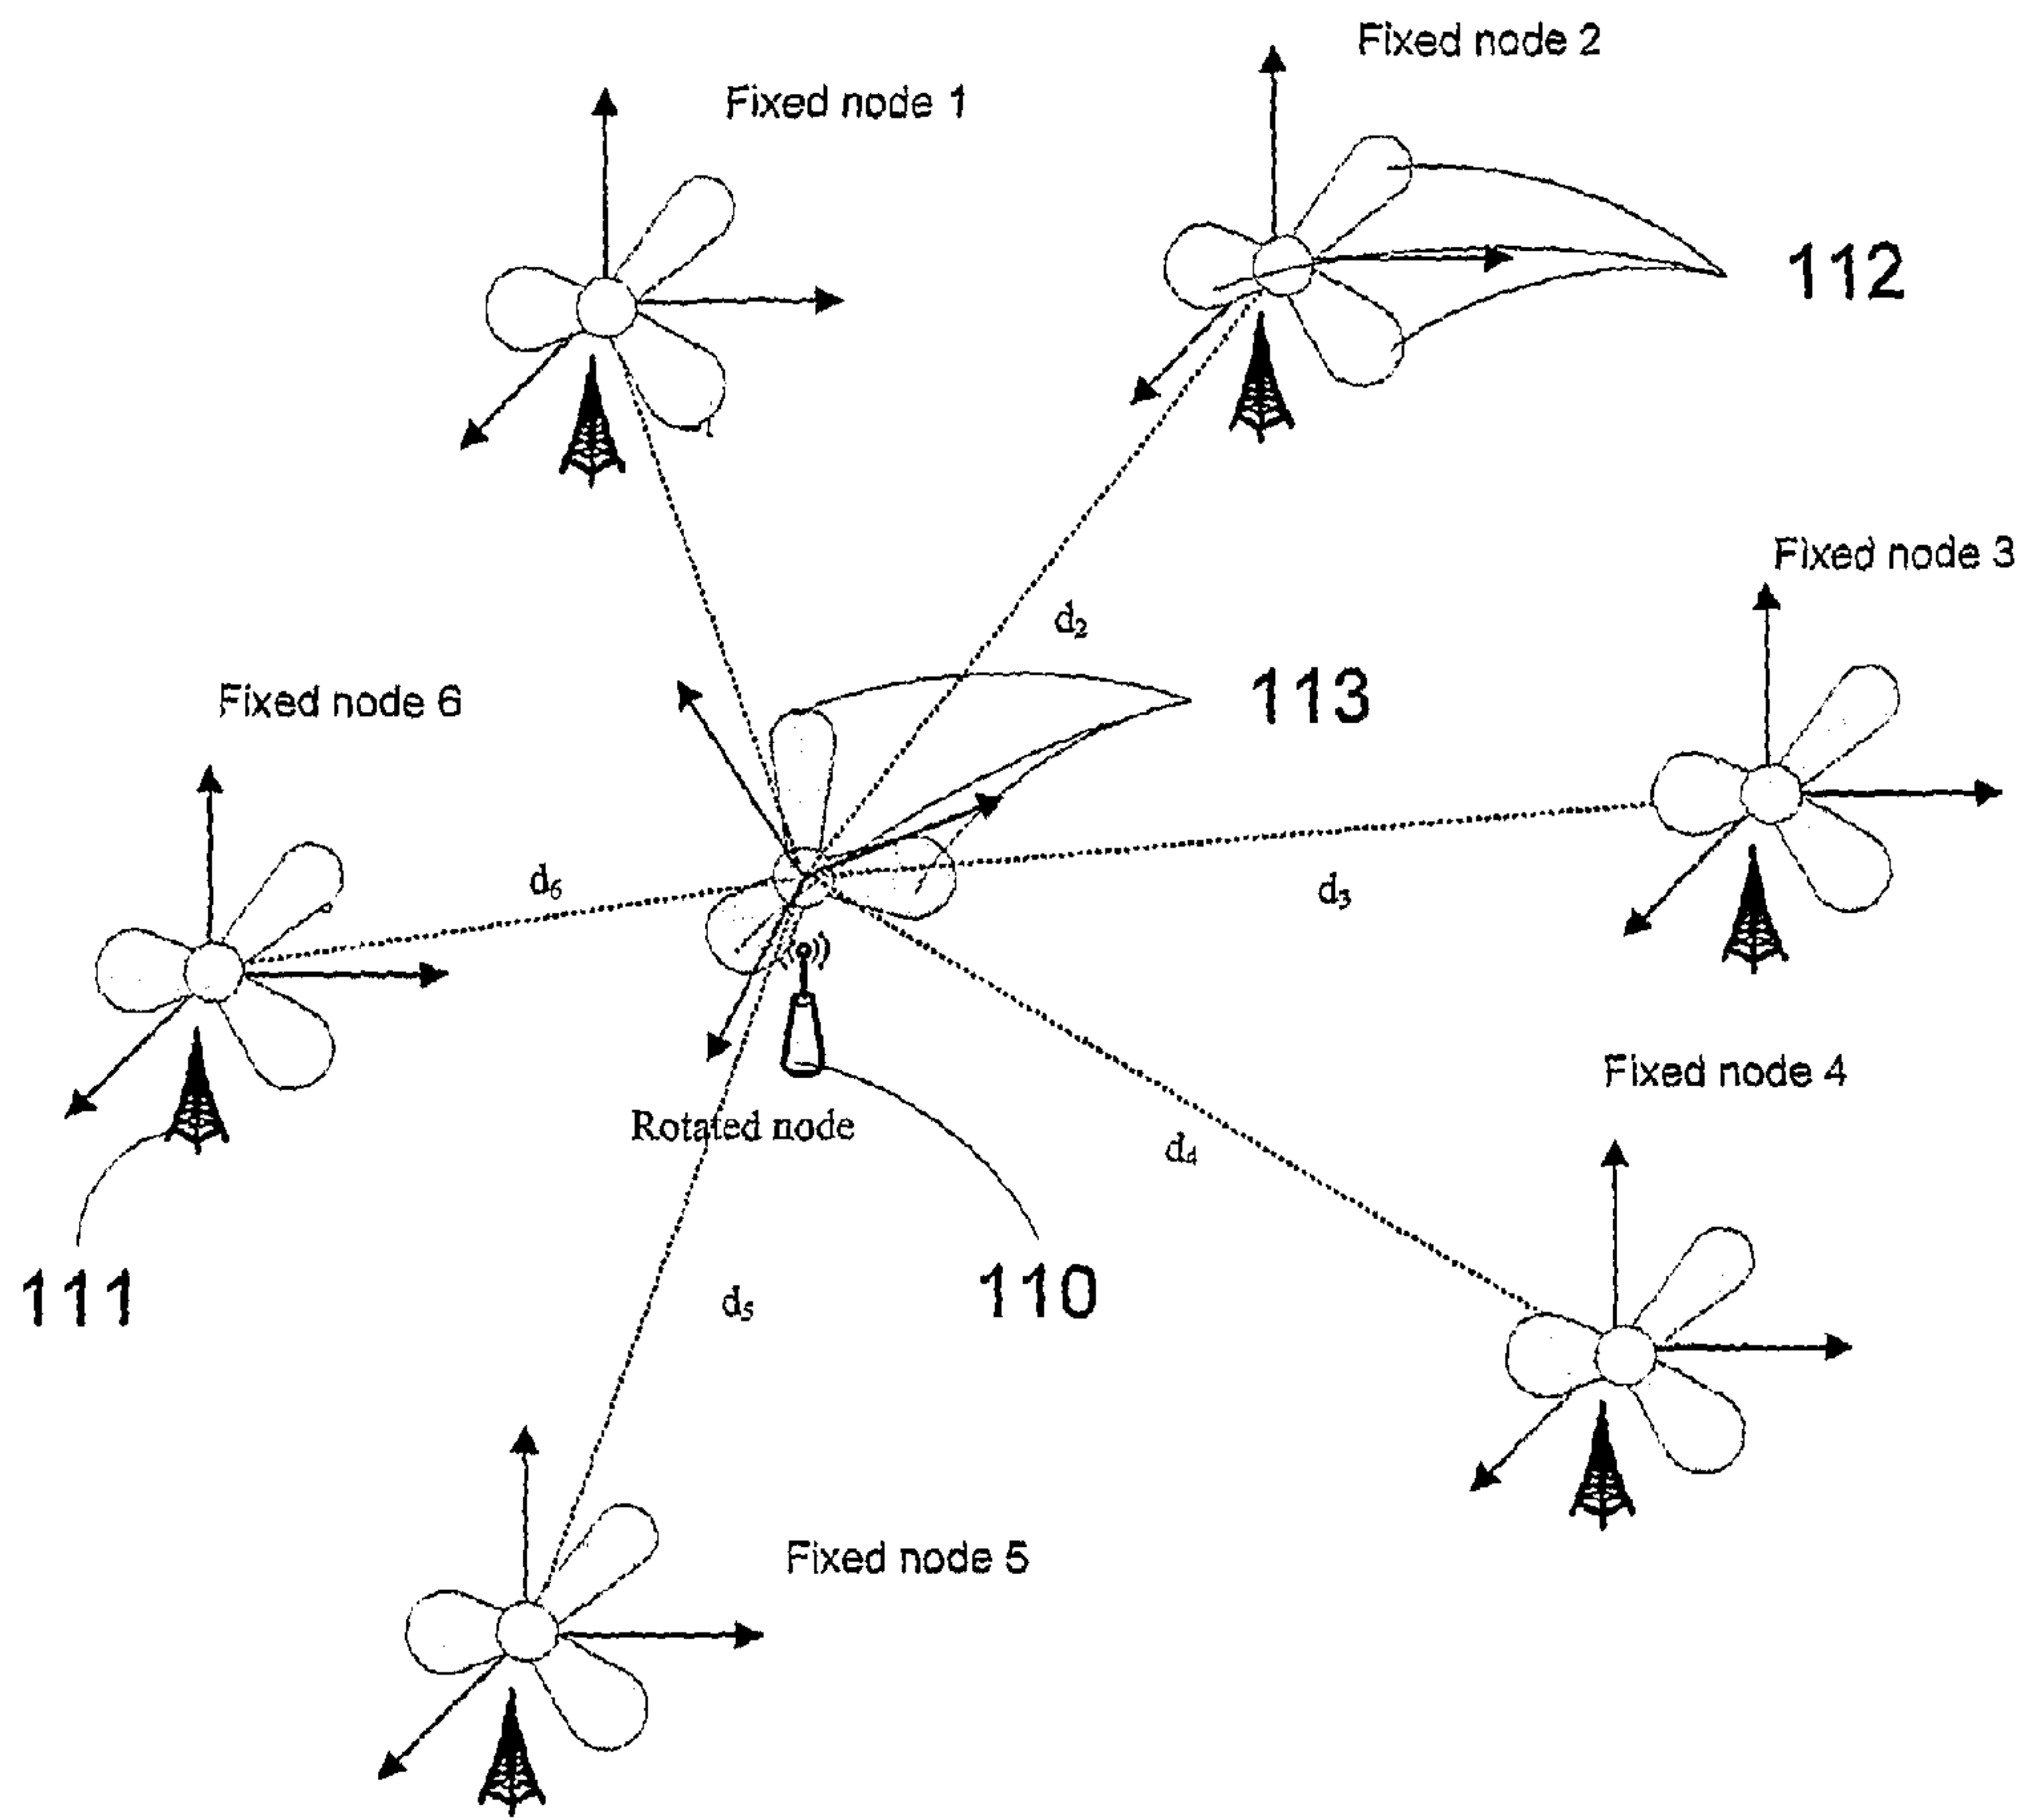 Fixed node 2
Fixed node 1
112
Fixed node 3
d₂
113
Fixed node 6
d₆
d₃
Fixed node 4
Rotated node
d₄
111
d₅
110
Fixed node 5